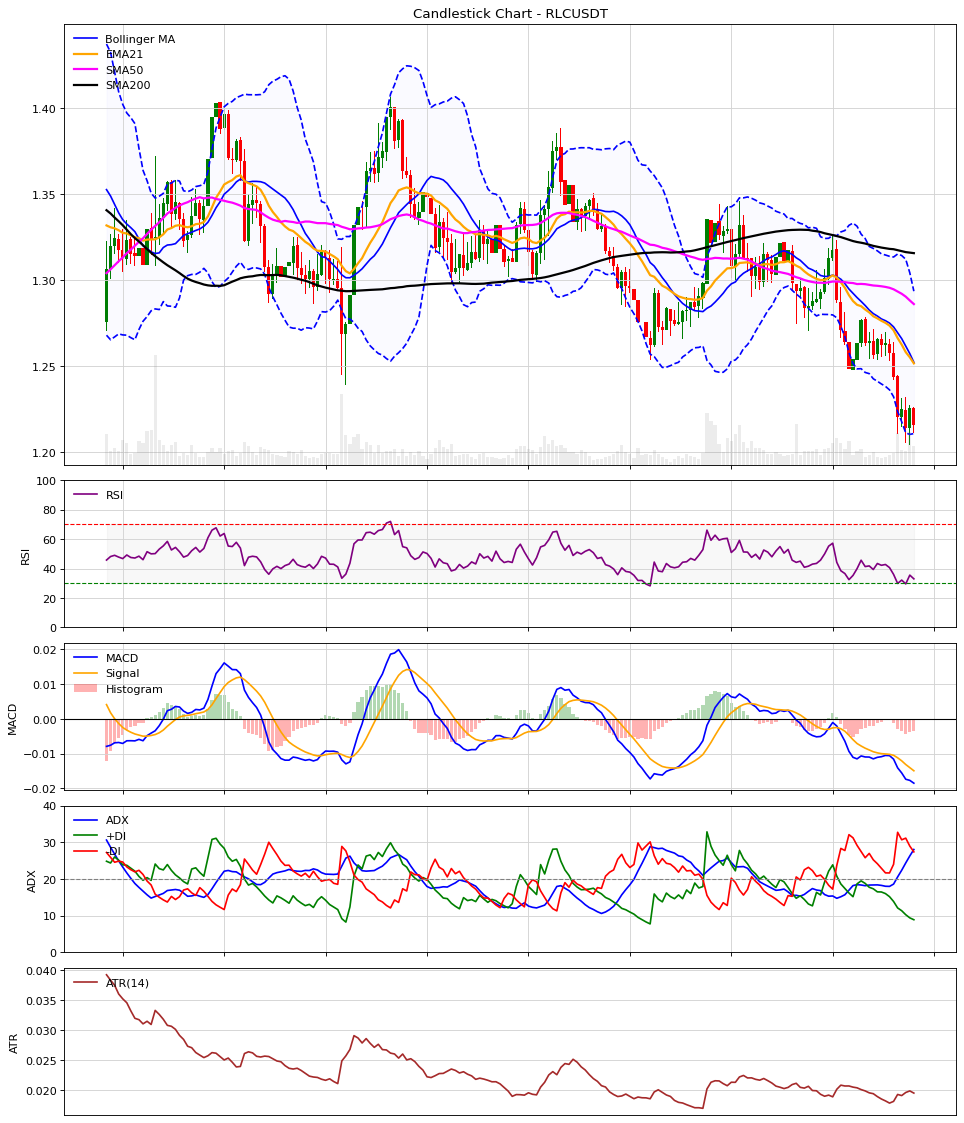 Candlestick Chart - RLCUSDT
Bollinger MA
EMA21
SMA50
SMA200
1.40
1.35
1.30
1.25
1.20
RSI
RSI
100
80
60
40
20
0
MACD
Signal
Histogram
MACD
0.02
0.01
0.00
−0.01
−0.02
ADX
+DI
-DI
ADX
40
30
20
10
0
ATR(14)
ATR
0.040
0.035
0.030
0.025
0.020